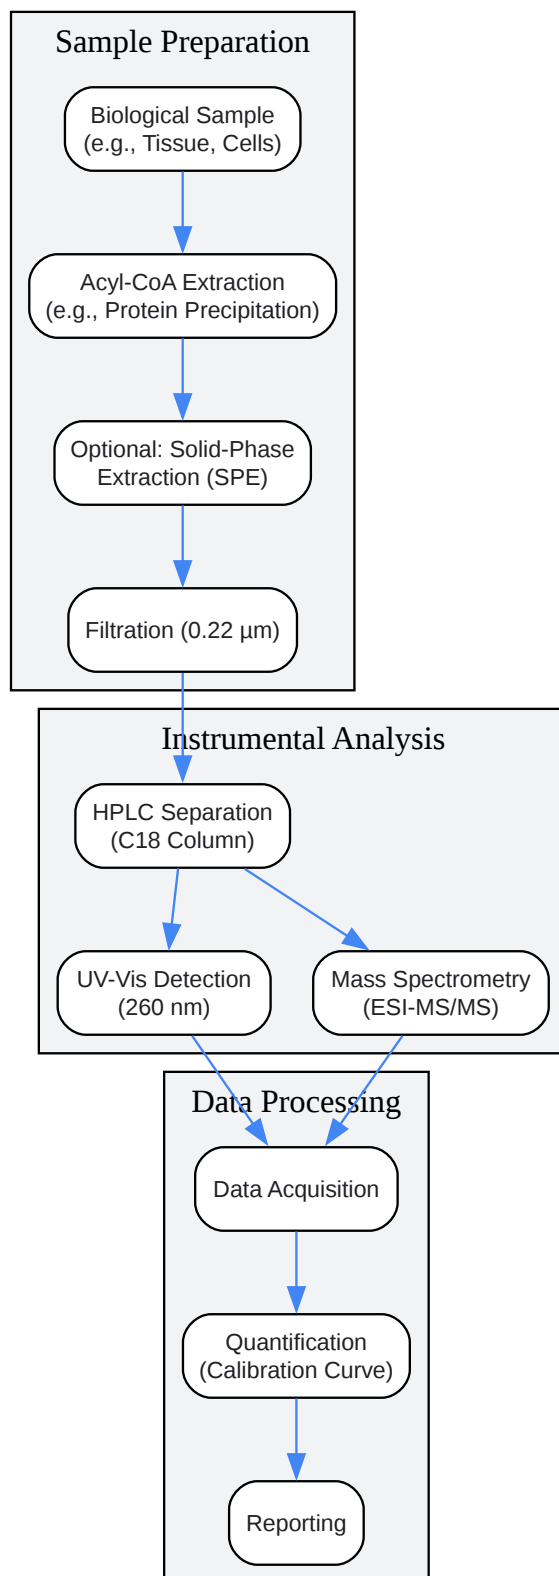 Sample Preparation
Biological Sample
(e.g., Tissue, Cells)
Acyl-CoA Extraction
(e.g., Protein Precipitation)
Optional: Solid-Phase
Extraction (SPE)
Filtration (0.22 µm)
Instrumental Analysis
HPLC Separation
(C18 Column)
UV-Vis Detection
(260 nm)
Mass Spectrometry
(ESI-MS/MS)
Data Processing
Data Acquisition
Quantification
(Calibration Curve)
Reporting